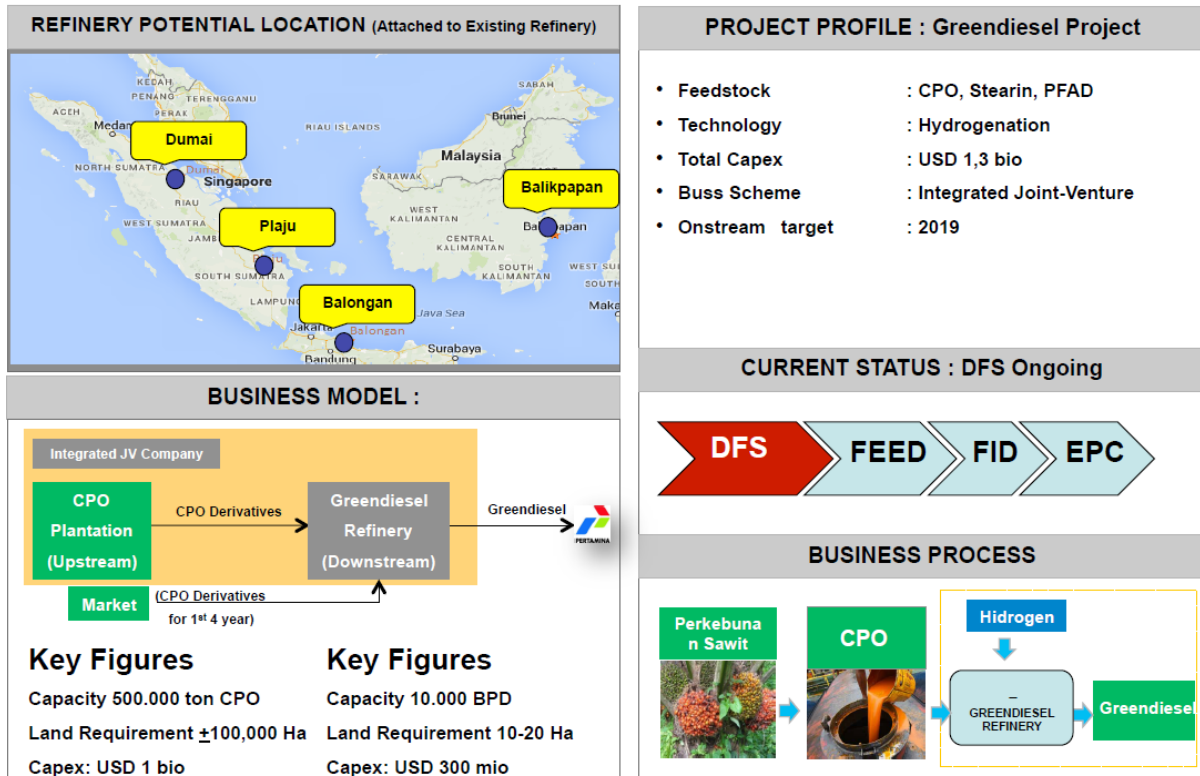 REFINERY POTENTIAL LOCATION (Attached to Existing Refinery)
KEDAH
PENANG
TERENGGANU
PERAK
ACEH
Medan
Dumai
Dumai
NORTH SUMATRA
Singapore
RIAU
RIAU ISLANDS
WEST SUMATRA
JAMBI
Plaju
SOUTH SUMATRA
LAMPUNG
Balongan
Jakarta
Balongan
Bandung
Java Sea
Surabaya
SABAH
Brunei
Malaysia
SARAWAK
Balikpapan
WEST
KALIMANTAN
CENTRAL
KALIMANTAN
SOUTH
KALIMANTAN
WEST SU
SOUTH
Maka
BUSINESS MODEL :
Integrated JV Company
CPO
Plantation
(Upstream)
CPO Derivatives
Greendiesel
Refinery
(Downstream)
Greendiesel
PERTAMINA
Market
(CPO Derivatives
for 1st 4 year)
Key Figures
Capacity 500.000 ton CPO
Land Requirement ±100,000 Ha
Capex: USD 1 bio
Key Figures
Capacity 10.000 BPD
Land Requirement 10-20 Ha
Capex: USD 300 mio
PROJECT PROFILE : Greendiesel Project
• Feedstock : CPO, Stearin, PFAD
• Technology : Hydrogenation
• Total Capex : USD 1,3 bio
• Buss Scheme : Integrated Joint-Venture
• Onstream target : 2019
CURRENT STATUS : DFS Ongoing
DFS
FEED
FID
EPC
BUSINESS PROCESS
Perkebuna
n Sawit
CPO
Hidrogen
–
GREENDIESEL
REFINERY
Greendiesel